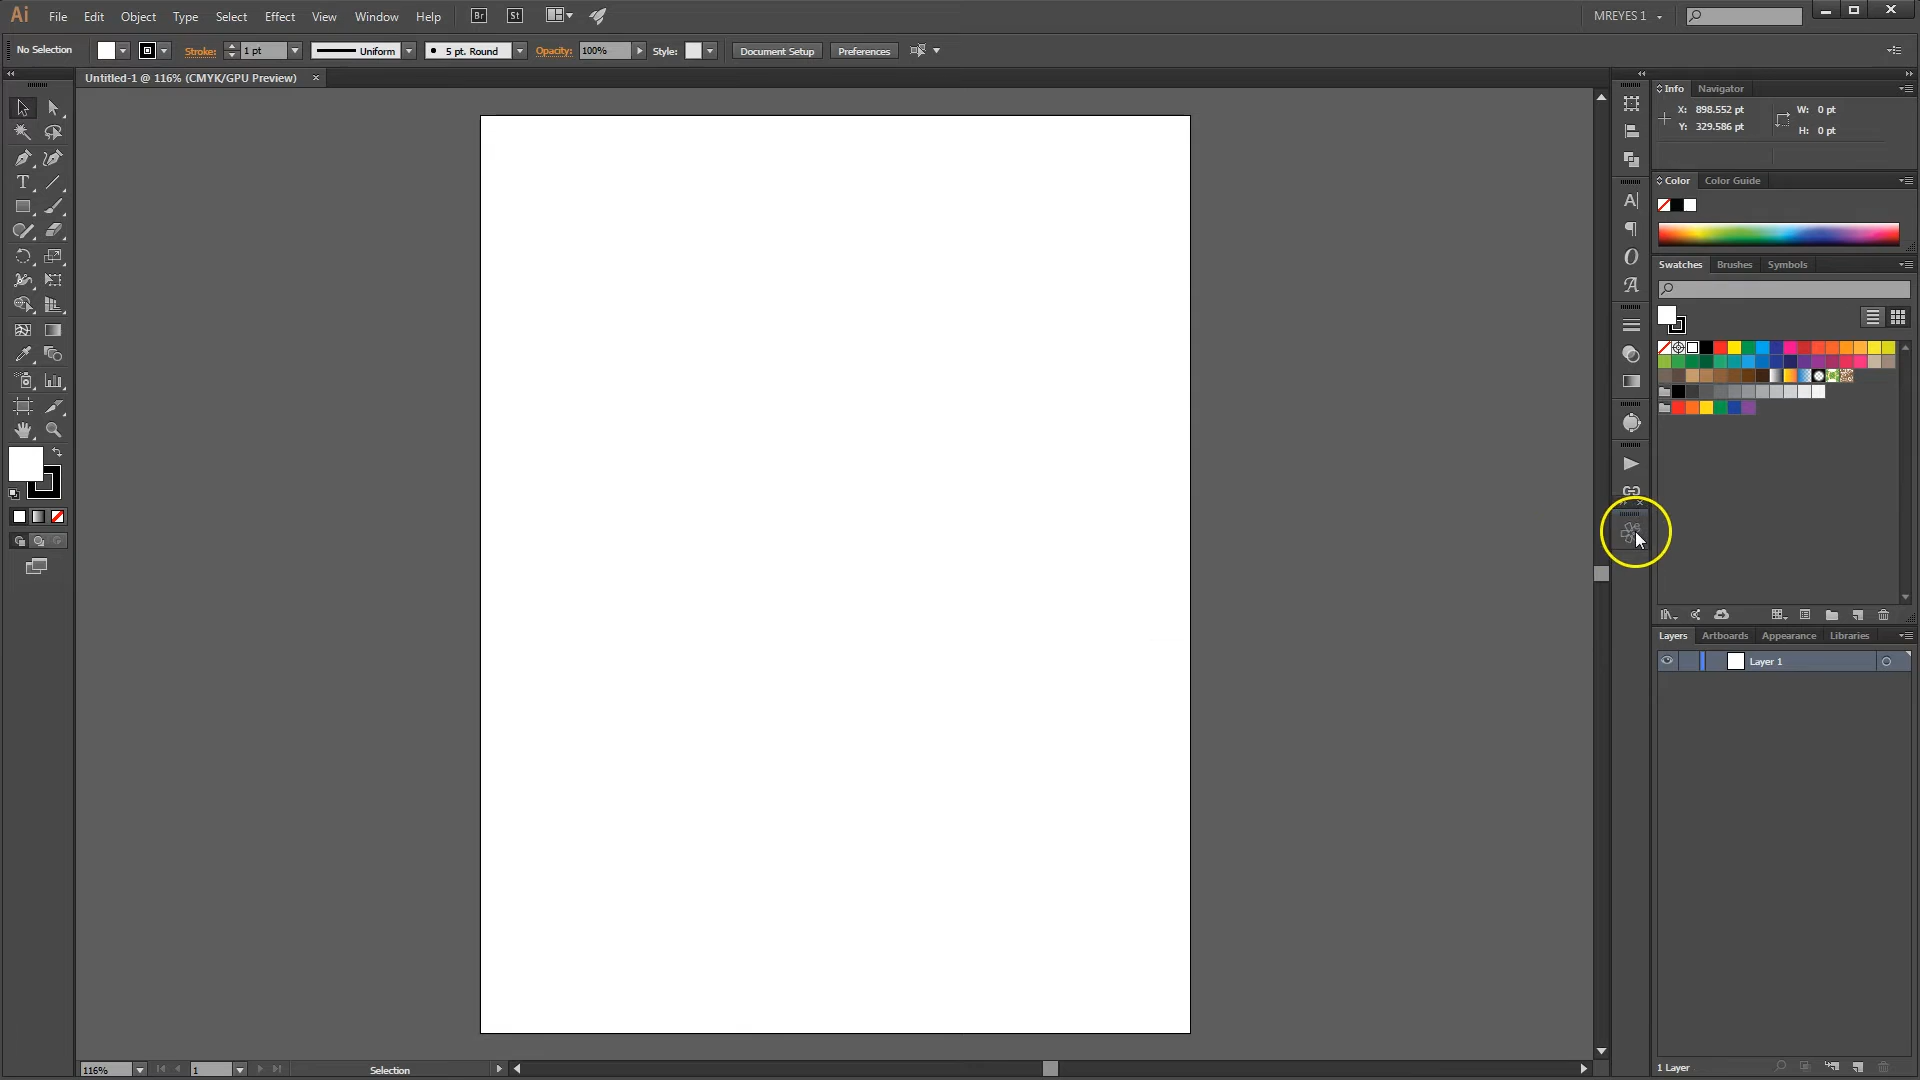 Ai File Edit Object Type Select Effect View Window Help Br St MREYES 1
No Selection Stroke: 1 pt Uniform 5 pt. Round Opacity: 100% Style: Document Setup Preferences
Untitled-1 @ 116% (CMYK/GPU Preview) ×
Info Navigator
X: 898.552 pt W: 0 pt
Y: 329.586 pt H: 0 pt
Color Color Guide
Swatches Brushes Symbols
Layers Artboards Appearance Libraries
Layer 1
1 Layer
116% 1 Selection